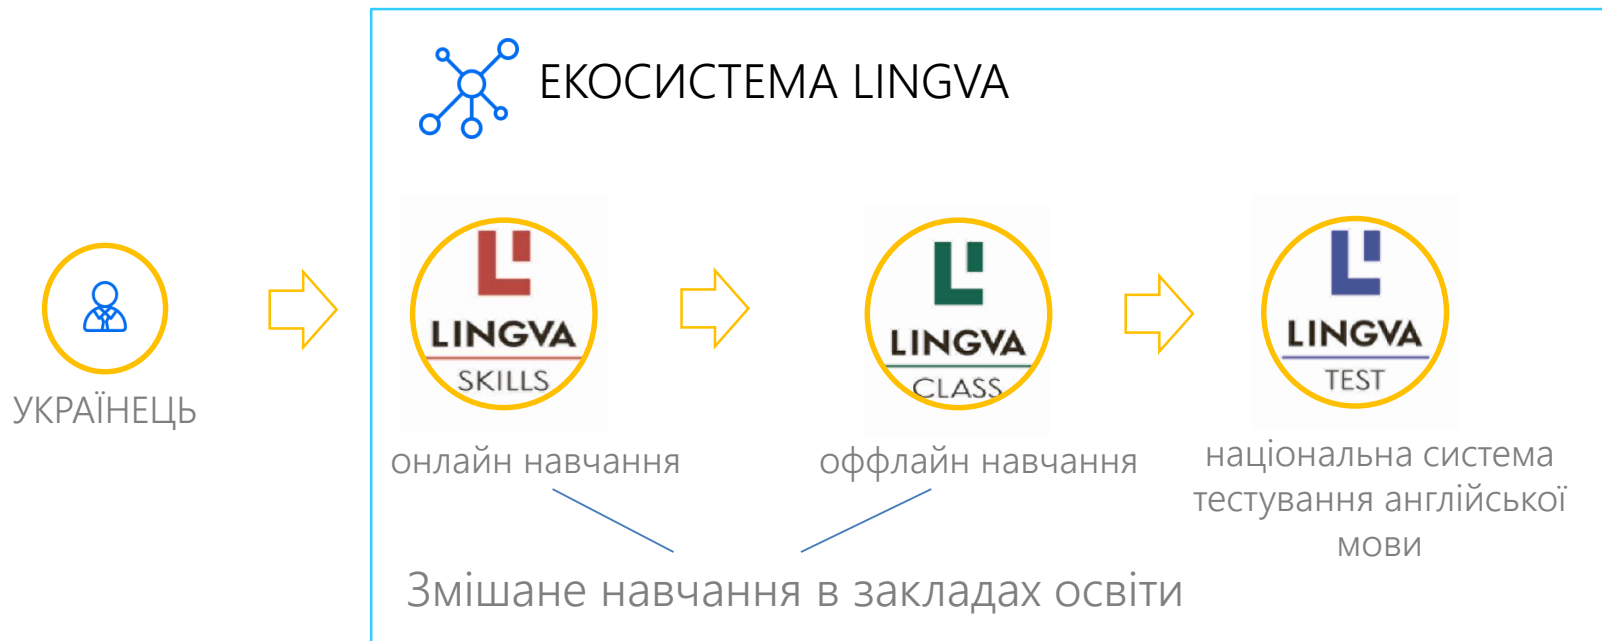 ЕКОСИСТЕМА LINGVA
УКРАЇНЕЦЬ
LINGVA
SKILLS
онлайн навчання
LINGVA
CLASS
оффлайн навчання
LINGVA
TEST
національна система
тестування англійської
мови
Змішане навчання в закладах освіти